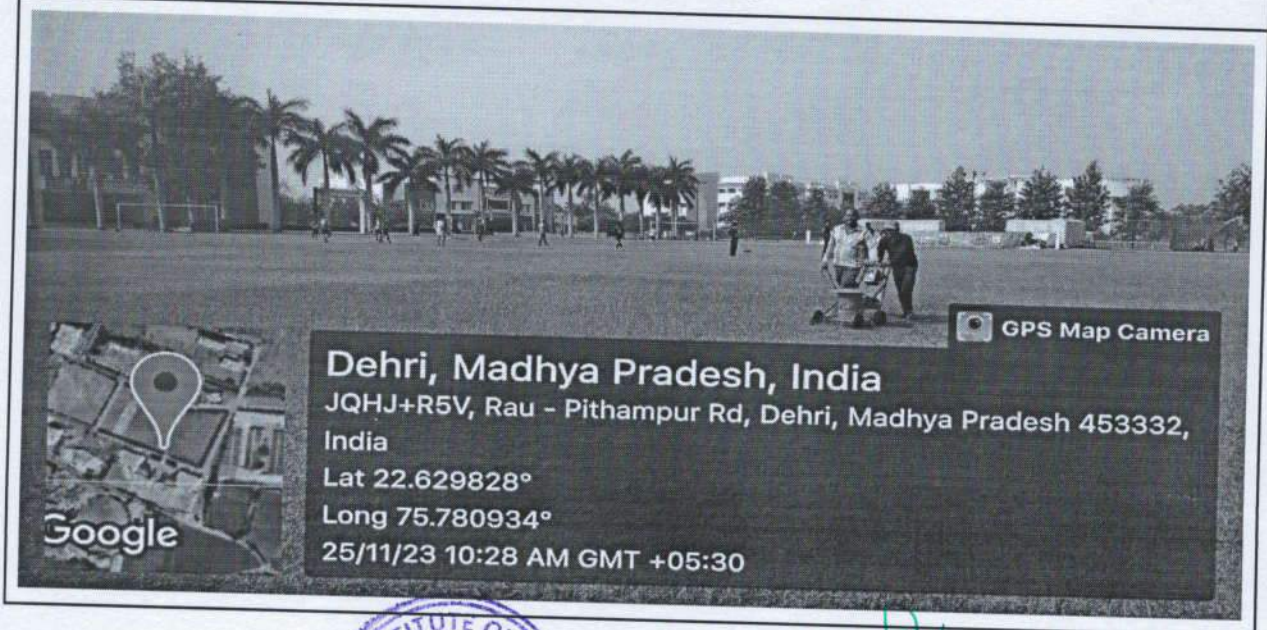 GPS Map Camera
Dehri, Madhya Pradesh, India
JQHJ+R5V, Rau - Pithampur Rd, Dehri, Madhya Pradesh 453332,
India
Lat 22.629828°
Long 75.780934°
25/11/23 10:28 AM GMT +05:30
Google